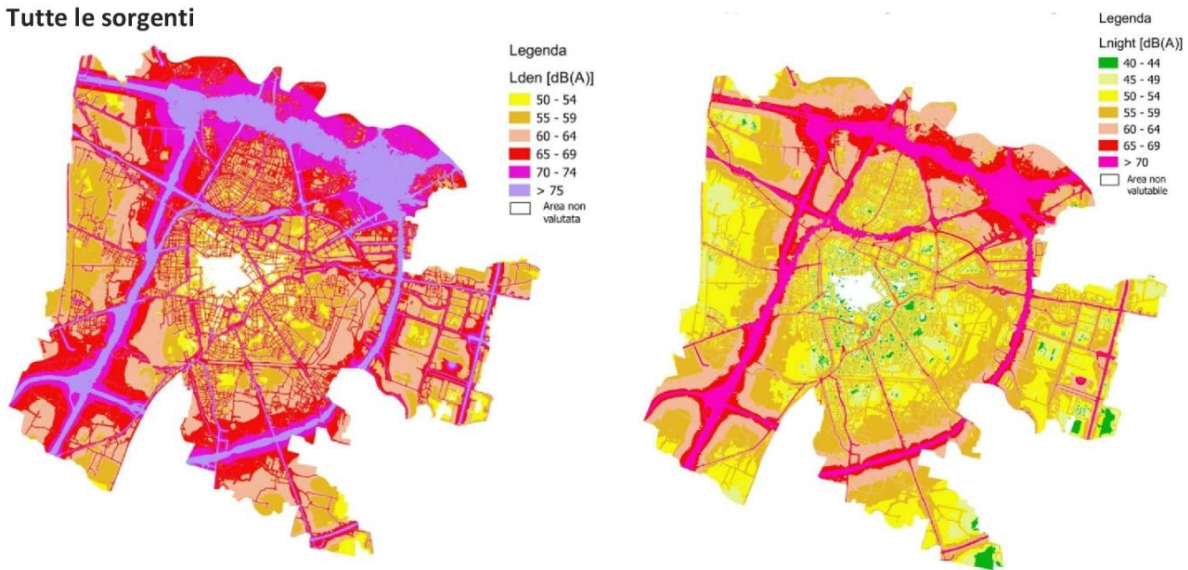 Tutte le sorgenti
Legenda
Lden [dB(A)]
50 - 54
55 - 59
60 - 64
65 - 69
70 - 74
> 75
Area non
valutata
Legenda
Lnight [dB(A)]
40 - 44
45 - 49
50 - 54
55 - 59
60 - 64
65 - 69
> 70
Area non
valutabile